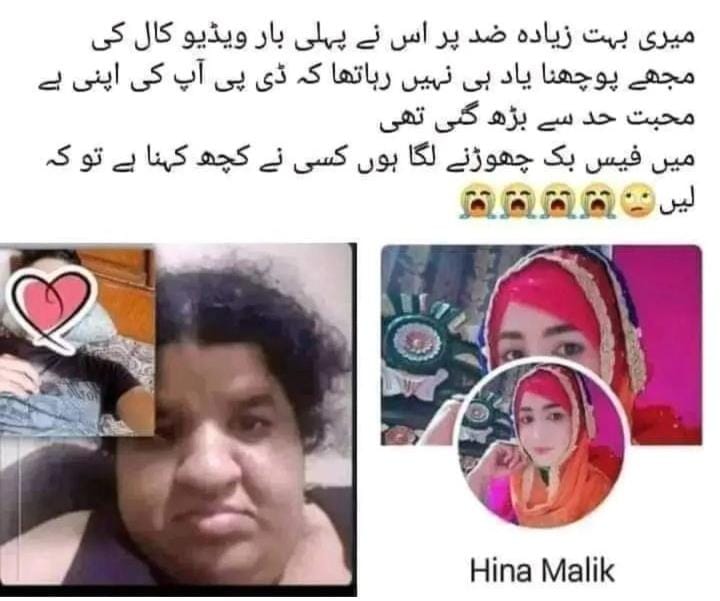 میری بہت زیادہ ضد پر اس نے پہلی بار ویڈیو کال کی
مجھے پوچھنا یاد ہی نہیں رہاتھا کہ ڈی پی آپ کی اپنی ہے
محبت حد سے بڑھ گئی تھی
میں فیس بک چھوڑنے لگا ہوں کسی نے کچھ کہنا ہے تو کہ
لیں🙄😭😭😭😭
Hina Malik